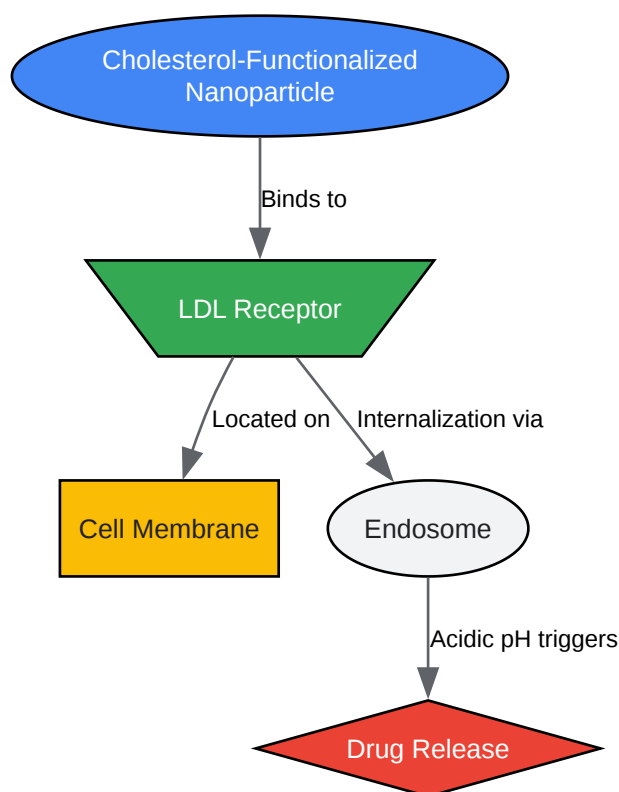 Cholesterol-Functionalized
Nanoparticle
Binds to
LDL Receptor
Located on
Internalization via
Cell Membrane
Endosome
Acidic pH triggers
Drug Release